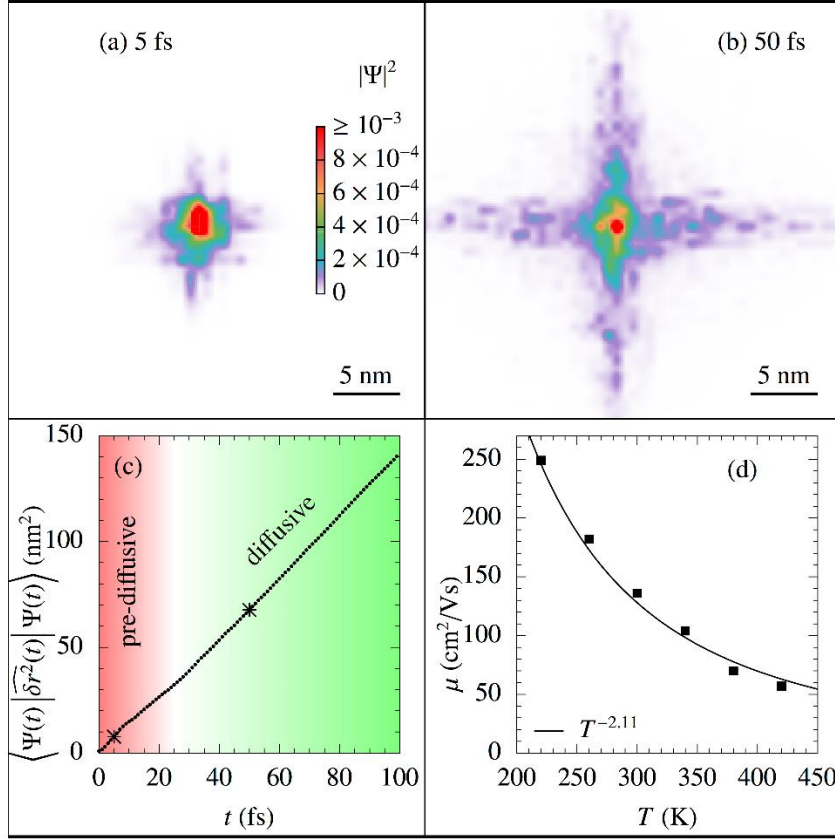 (a) 5 fs
|Ψ|²
≥ 10⁻³
8 × 10⁻⁴
6 × 10⁻⁴
4 × 10⁻⁴
2 × 10⁻⁴
0
5 nm
(b) 50 fs
5 nm
(c)
150
100
50
0
⟨Ψ(t)|δr²(t)|Ψ(t)⟩ (nm²)
pre-diffusive
diffusive
0 20 40 60 80 100
t (fs)
(d)
250
200
150
100
50
0
μ (cm²/Vs)
T⁻²·¹¹
200 250 300 350 400 450
T (K)